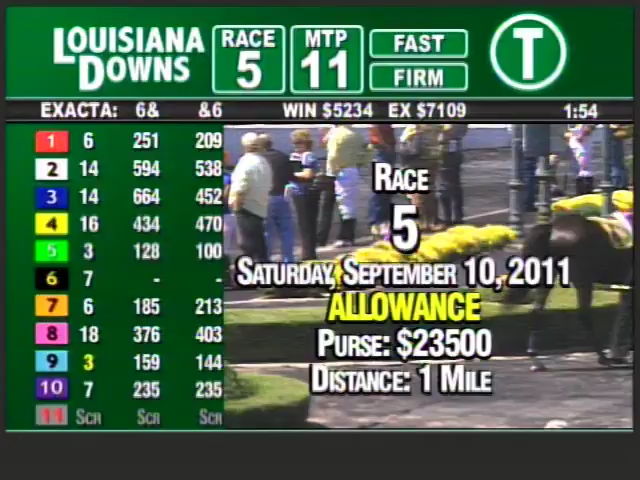 LOUISIANA DOWNS
RACE 5
MTP 11
FAST
FIRM
T
EXACTA: 6& &6 WIN $5234 EX $7109 1:54
1 6 251 209
2 14 594 538
3 14 664 452
4 16 434 470
5 3 128 100
6 7 - -
7 6 185 213
8 18 376 403
9 3 159 144
10 7 235 235
11 SCR SCR SCR
RACE
5
SATURDAY, SEPTEMBER 10, 2011
ALLOWANCE
PURSE: $23500
DISTANCE: 1 MILE